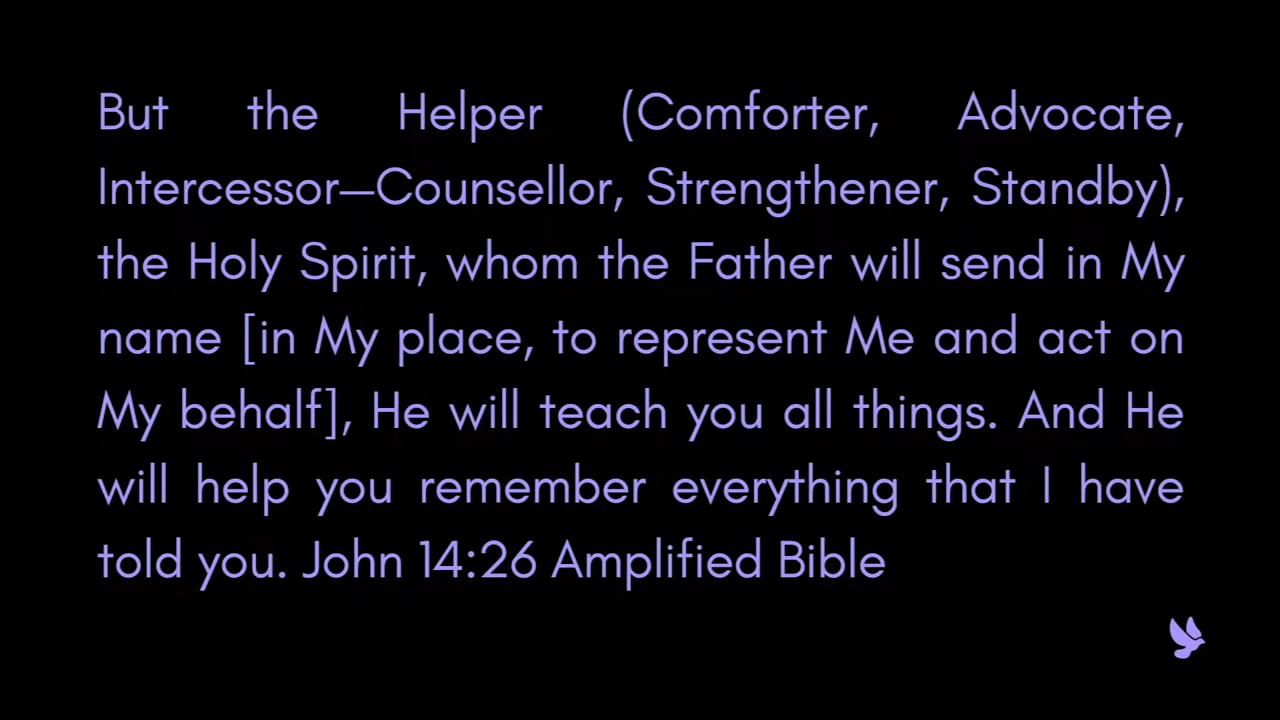 But the Helper (Comforter, Advocate,
Intercessor—Counsellor, Strengthener, Standby),
the Holy Spirit, whom the Father will send in My
name [in My place, to represent Me and act on
My behalf], He will teach you all things. And He
will help you remember everything that I have
told you. John 14:26 Amplified Bible